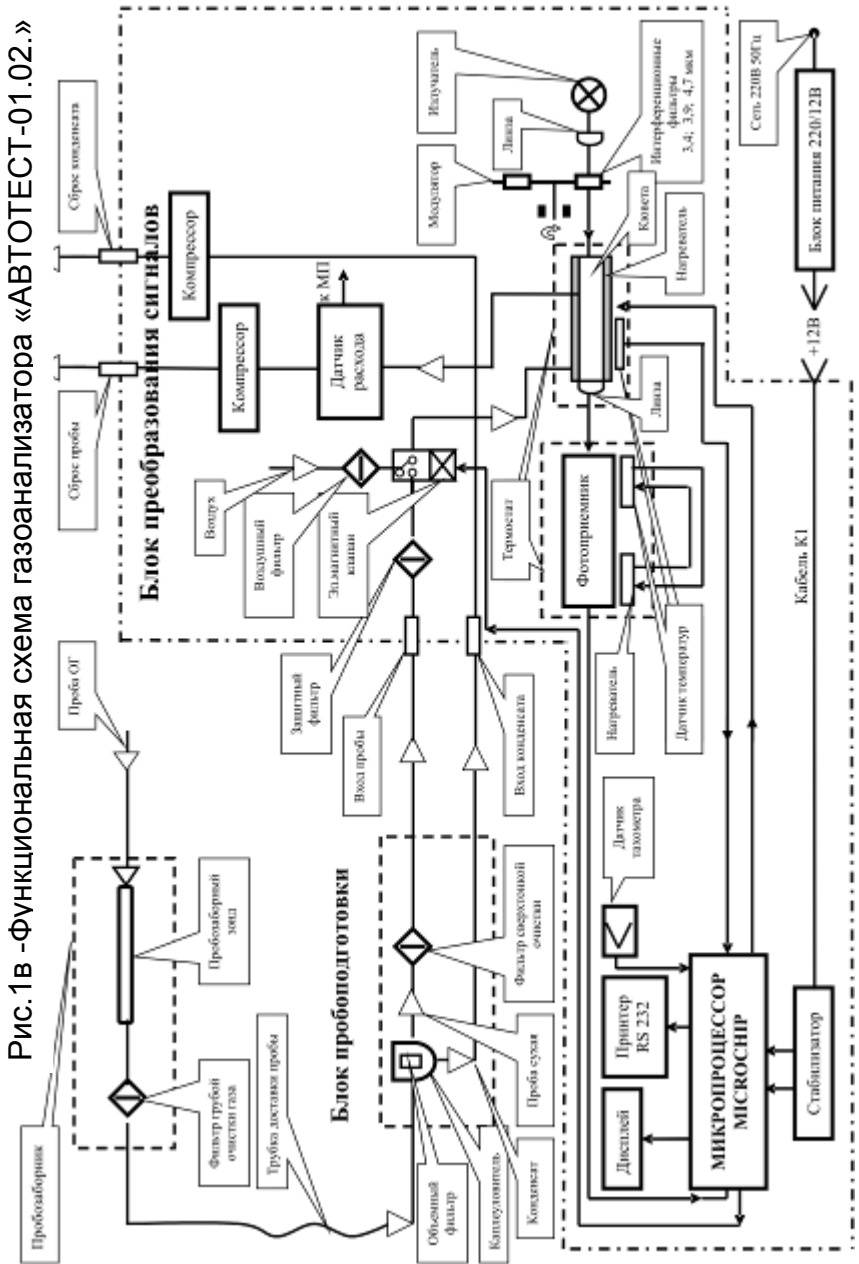 Рис.1в -Функциональная схема газоанализатора «АВТОТЕСТ-01.02.»
Пробозаборник
Фильтр грубой
очистки газа
Пробозаборный
зонд
Проба ОГ
Трубка доставки пробы
Блок пробоподготовки
Объемный
фильтр
Каплеуловитель
Конденсат
Проба сухая
Фильтр сверхтонкой
очистки
Вход пробы
Вход конденсата
Защитный
фильтр
Блок преобразования сигналов
Сброс пробы
Сброс конденсата
Компрессор
Компрессор
Датчик
расхода
к МП
Воздух
Воздушный
фильтр
Эл.магнитный
клапан
Термостат
Модулятор
Линза
Излучатель
Интерференционные
фильтры
3,4; 3,9; 4,7 мкм
Кювета
Нагреватель
Линза
Фотоприемник
Нагреватель
Датчик температур
Датчик
тахометра
Дисплей
Принтер
RS 232
МИКРОПРОЦЕССОР
MICROCHIP
Стабилизатор
Кабель К1
+12В
Блок питания 220/12В
Сеть 220В 50Гц